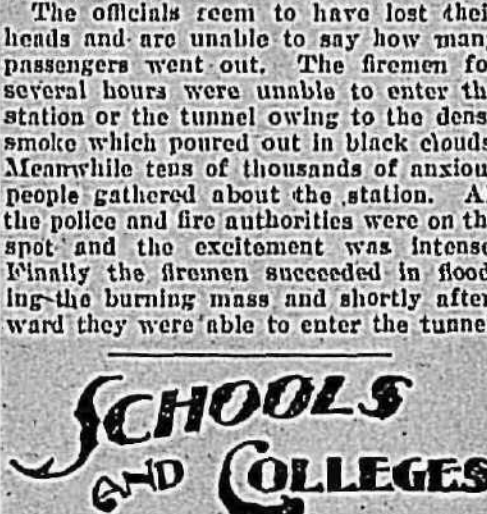 The officials seem to have lost thei
heads and are unable to say how man
passengers went out. The firemen fo
several hours were unable to enter th
station or the tunnel owing to the dens
smoke which poured out in black clouds
Meanwhile tens of thousands of anxiou
people gathered about the station. Al
the police and fire authorities were on th
spot and the excitement was intense
Finally the firemen succeeded in flood
ing the burning mass and shortly after
ward they were able to enter the tunne
SCHOOLS
AND COLLEGES